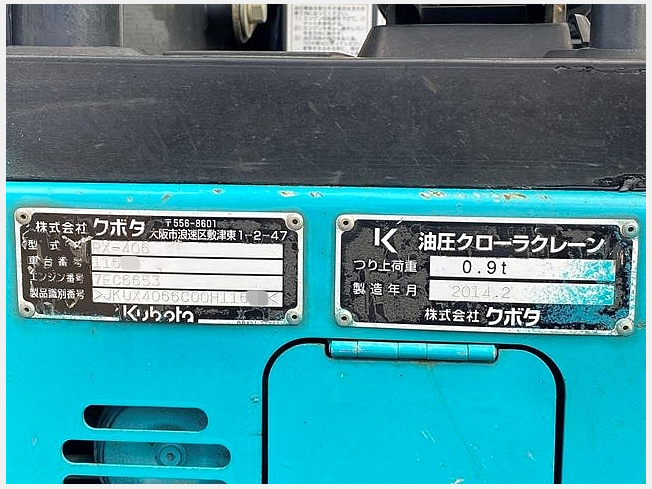 株式会社 クボタ 〒556-8601
大阪市浪速区敷津東1-2-47
型式 RX-406
車台番号 116
エンジン番号 7EC6653
製品識別番号 >JKUX4066C00H116 <
Kubota
K 油圧クローラクレーン
つり上荷重 0.9t
製造年月 2014.2
株式会社 クボタ